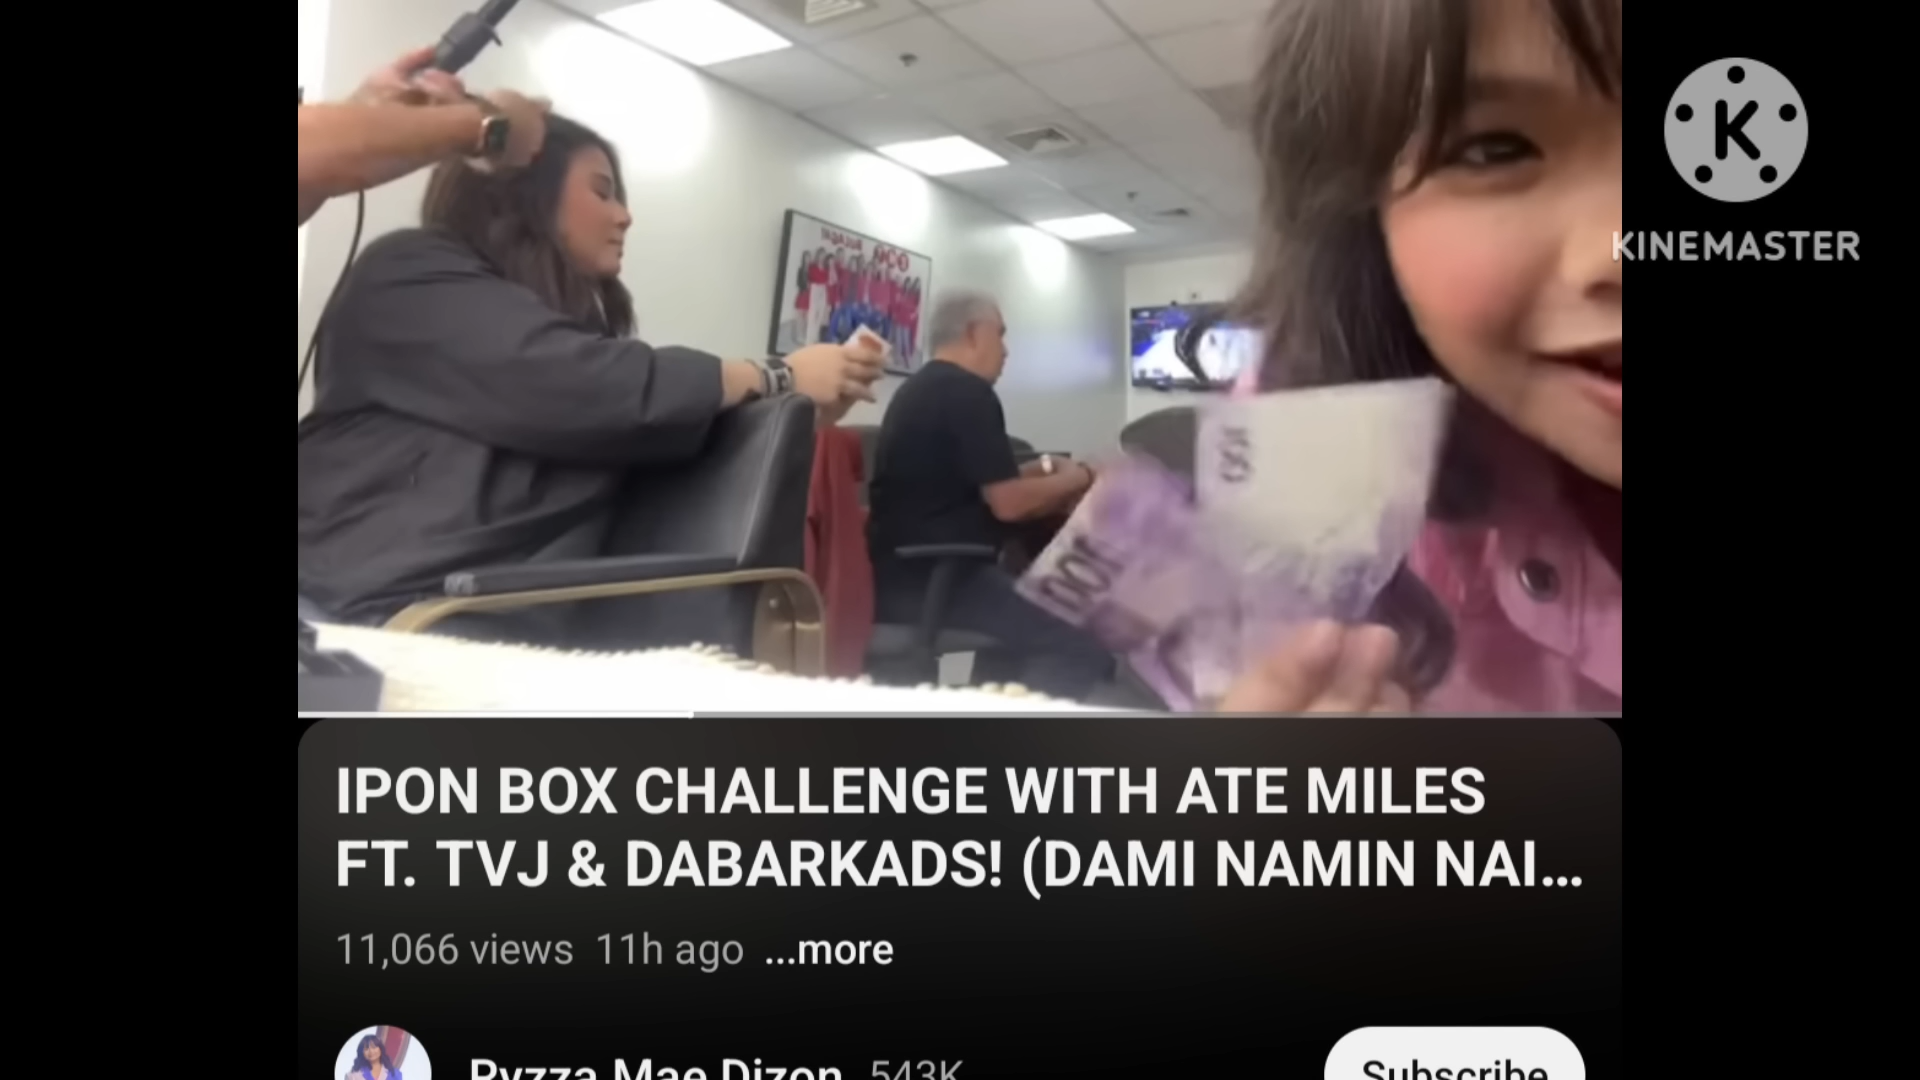 K
KINEMASTER
100
IPON BOX CHALLENGE WITH ATE MILES
FT. TVJ & DABARKADS! (DAMI NAMIN NAI...
11,066 views 11h ago ...more
Ryzza Mae Dizon 543K
Subscribe